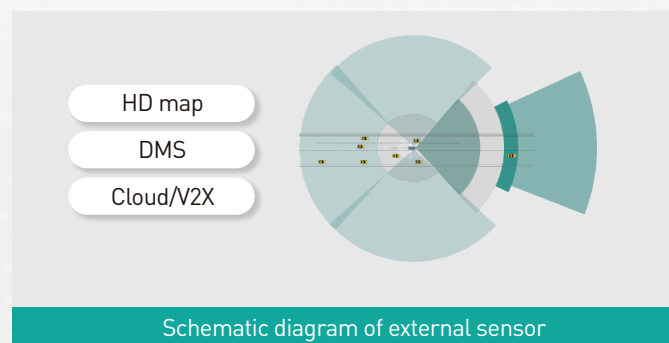 HD map
DMS
Cloud/V2X
Schematic diagram of external sensor